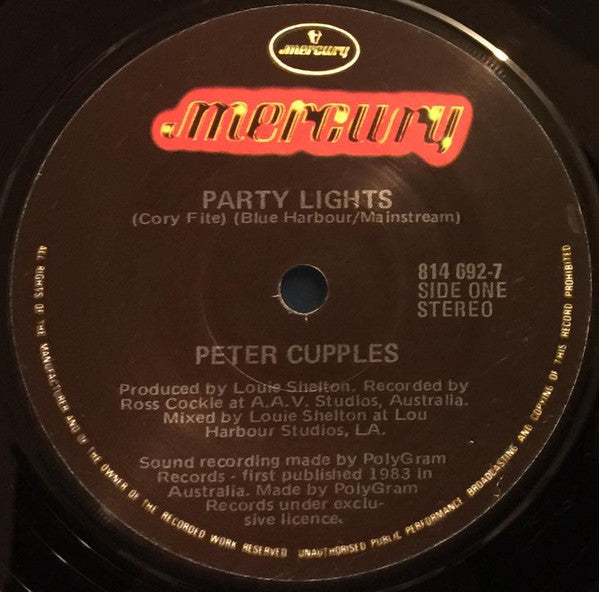 mercury
mercury
PARTY LIGHTS
(Cory Fite) (Blue Harbour/Mainstream)
814 692-7
SIDE ONE
STEREO
PETER CUPPLES
Produced by Louie Shelton. Recorded by
Ross Cockle at A.A.V. Studios, Australia.
Mixed by Louie Shelton at Lou
Harbour Studios, LA.
Sound recording made by PolyGram
Records - first published 1983 in
Australia. Made by PolyGram
Records under exclu-
sive licence.
ALL RIGHTS OF THE MANUFACTURER AND OF THE OWNER OF THE RECORDED WORK RESERVED UNAUTHORISED PUBLIC PERFORMANCE BROADCASTING AND COPYING OF THIS RECORD PROHIBITED